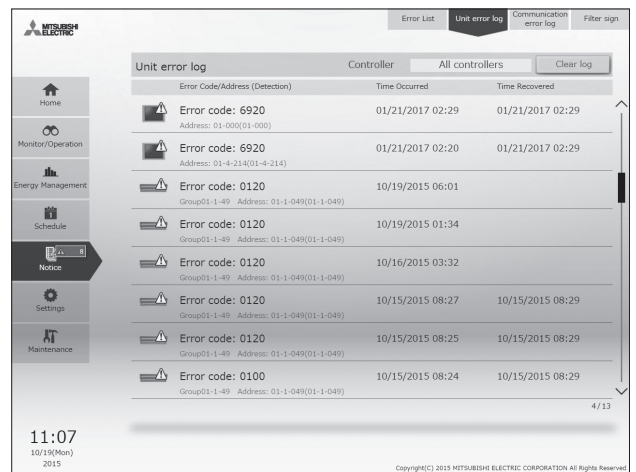 MITSUBISHI
ELECTRIC
Error List
Unit error log
Communication
error log
Filter sign
Unit error log
Controller
All controllers
Clear log
Error Code/Address (Detection)
Time Occurred
Time Recovered
Home
Monitor/Operation
Energy Management
1
Schedule
8
Notice
Settings
Maintenance
Error code: 6920 01/21/2017 02:29 01/21/2017 02:29
Address: 01-000(01-000)
Error code: 6920 01/21/2017 02:20 01/21/2017 02:29
Address: 01-4-214(01-4-214)
Error code: 0120 10/19/2015 06:01
Group01-1-49 Address: 01-1-049(01-1-049)
Error code: 0120 10/19/2015 01:34
Group01-1-49 Address: 01-1-049(01-1-049)
Error code: 0120 10/16/2015 03:32
Group01-1-49 Address: 01-1-049(01-1-049)
Error code: 0120 10/15/2015 08:27 10/15/2015 08:29
Group01-1-49 Address: 01-1-049(01-1-049)
Error code: 0120 10/15/2015 08:25 10/15/2015 08:29
Group01-1-49 Address: 01-1-049(01-1-049)
Error code: 0100 10/15/2015 08:24 10/15/2015 08:29
Group01-1-49 Address: 01-1-049(01-1-049)
4/13
11:07
10/19(Mon)
2015
Copyright(C) 2015 MITSUBISHI ELECTRIC CORPORATION All Rights Reserved